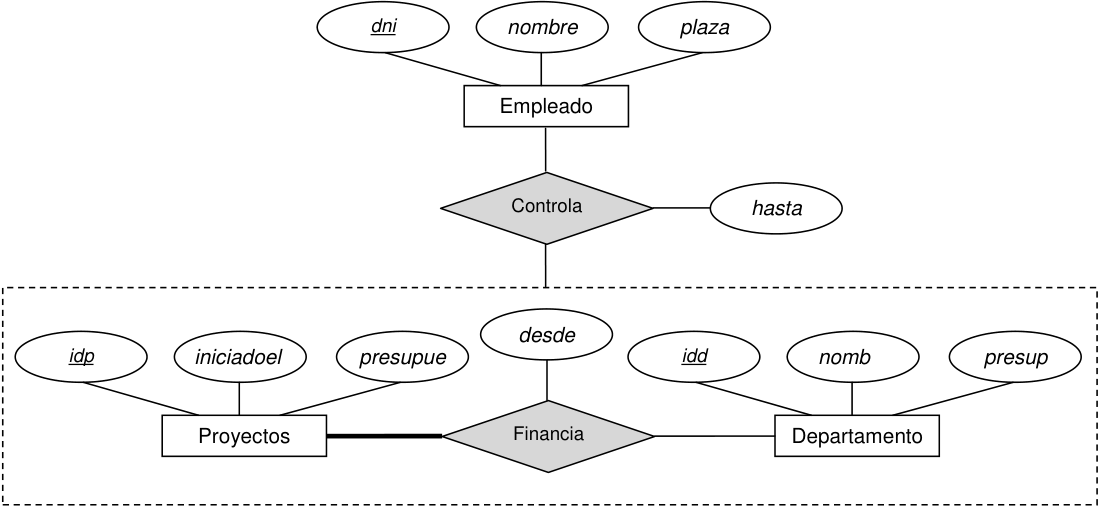 dni
nombre
plaza
Empleado
Controla
hasta
desde
idp
iniciadoel
presupue
idd
nomb
presup
Proyectos
Financia
Departamento